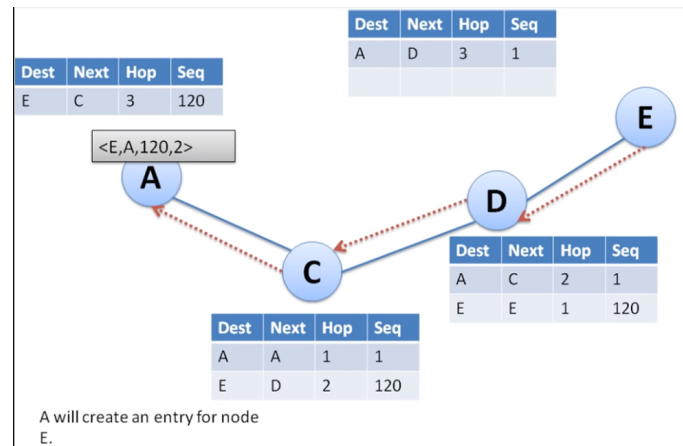 Dest Next Hop Seq
A D 3 1
Dest Next Hop Seq
E C 3 120
<E,A,120,2>
A
E
D
C
Dest Next Hop Seq
A C 2 1
E E 1 120
Dest Next Hop Seq
A A 1 1
E D 2 120
A will create an entry for node
E.